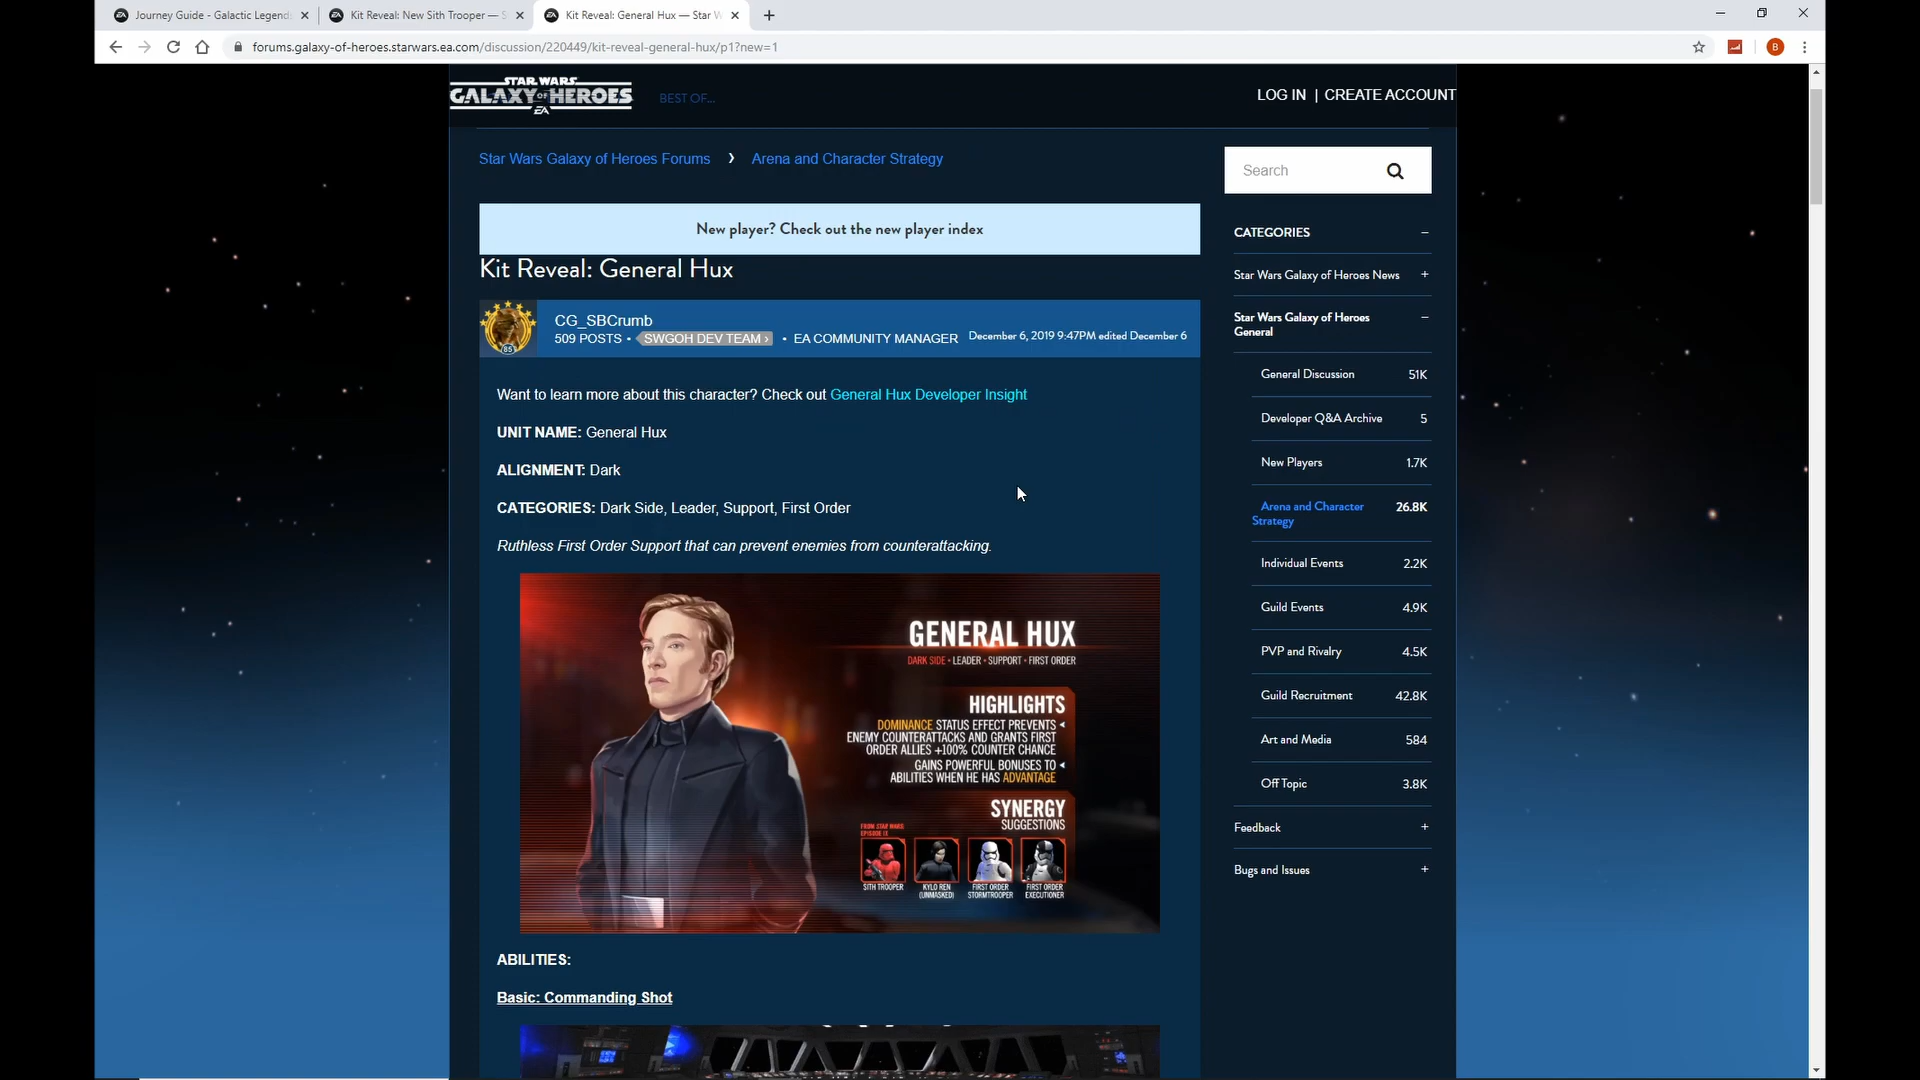 Journey Guide - Galactic Legend
Kit Reveal: New Sith Trooper — S
Kit Reveal: General Hux — Star W
forums.galaxy-of-heroes.starwars.ea.com/discussion/220449/kit-reveal-general-hux/p1?new=1
B
STAR WARS
GALAXY OF HEROES
EA
BEST OF...
LOG IN | CREATE ACCOUNT
Star Wars Galaxy of Heroes Forums › Arena and Character Strategy
Search
New player? Check out the new player index
Kit Reveal: General Hux
85
CG_SBCrumb
509 POSTS • SWGOH DEV TEAM › • EA COMMUNITY MANAGER December 6, 2019 9:47PM edited December 6
Want to learn more about this character? Check out General Hux Developer Insight
UNIT NAME: General Hux
ALIGNMENT: Dark
CATEGORIES: Dark Side, Leader, Support, First Order
Ruthless First Order Support that can prevent enemies from counterattacking.
GENERAL HUX
DARK SIDE • LEADER • SUPPORT • FIRST ORDER
HIGHLIGHTS
DOMINANCE STATUS EFFECT PREVENTS
ENEMY COUNTERATTACKS AND GRANTS FIRST
ORDER ALLIES +100% COUNTER CHANCE
GAINS POWERFUL BONUSES TO
ABILITIES WHEN HE HAS ADVANTAGE
SYNERGY
SUGGESTIONS
FROM STAR WARS
EPISODE IX
SITH TROOPER
KYLO REN
(UNMASKED)
FIRST ORDER
STORMTROOPER
FIRST ORDER
EXECUTIONER
ABILITIES:
Basic: Commanding Shot
CATEGORIES –
Star Wars Galaxy of Heroes News +
Star Wars Galaxy of Heroes –
General
General Discussion 51K
Developer Q&A Archive 5
New Players 1.7K
Arena and Character 26.8K
Strategy
Individual Events 2.2K
Guild Events 4.9K
PVP and Rivalry 4.5K
Guild Recruitment 42.8K
Art and Media 584
Off Topic 3.8K
Feedback +
Bugs and Issues +